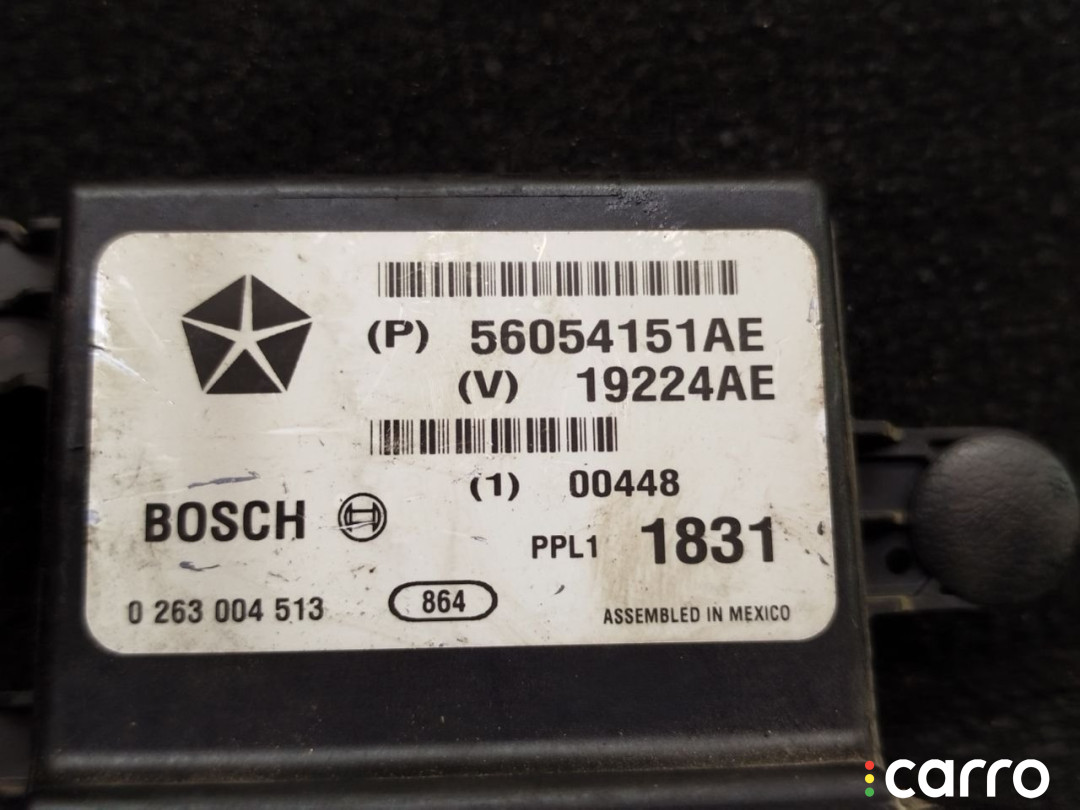 (P) 56054151AE
(V) 19224AE
(1) 00448
BOSCH
PPL1 1831
0 263 004 513
864
ASSEMBLED IN MEXICO
carro